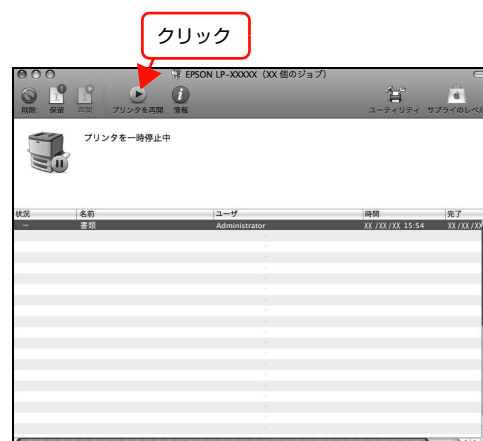 クリック
EPSON LP-XXXXX（XX 個のジョブ）
削除 保留 再開 プリンタを再開 情報 ユーティリティ サプライのレベル
プリンタを一時停止中
状況 名前 ユーザ 時間 完了
— 書類 Administrator XX /XX /XX 15:54 XX /XX /XX